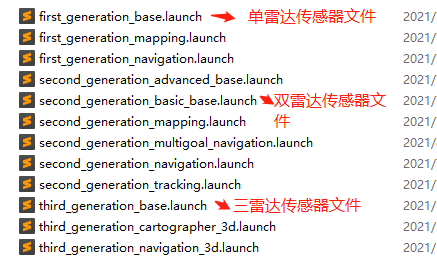 first_generation_base.launch 单雷达传感器文件 2021/
first_generation_mapping.launch 2021/
first_generation_navigation.launch 2021/
second_generation_advanced_base.launch 2021/
second_generation_basic_base.launch 双雷达传感器文 2021/
件
second_generation_mapping.launch 2021/
second_generation_multigoal_navigation.launch 2021/
second_generation_navigation.launch 2021/
second_generation_tracking.launch 2021/
third_generation_base.launch 三雷达传感器文件 2021/
third_generation_cartographer_3d.launch 2021/
third_generation_navigation_3d.launch 2021/